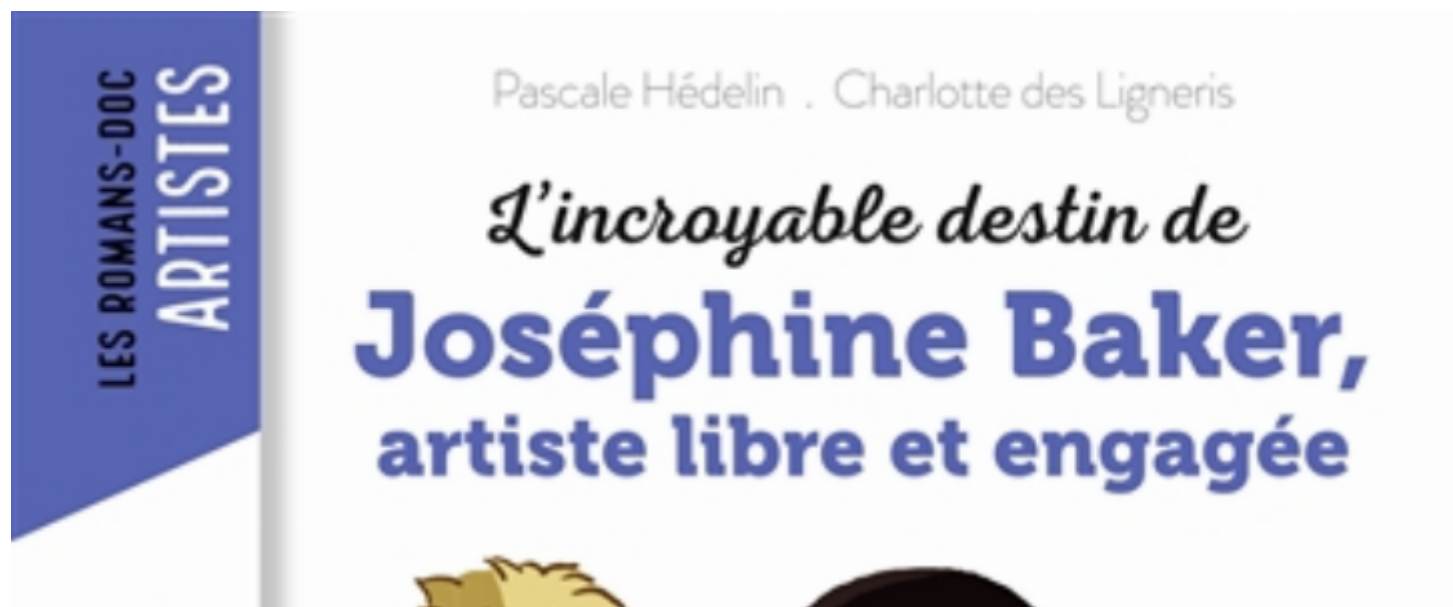 LES ROMANS-DOC
ARTISTES
Pascale Hédelin . Charlotte des Ligneris
L'incroyable destin de
Joséphine Baker,
artiste libre et engagée